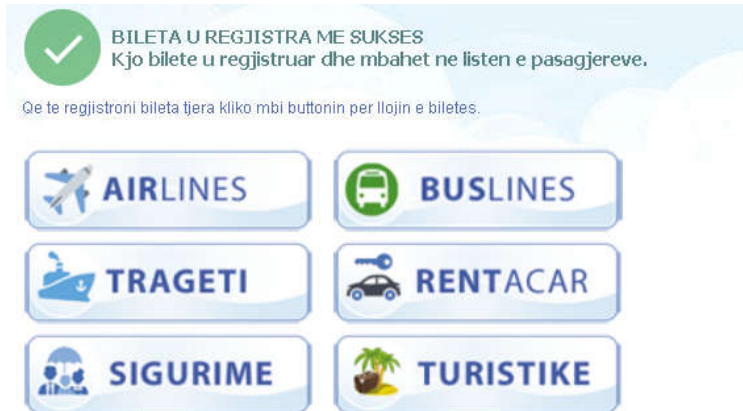 BILETA U REGJISTRA ME SUKSES
Kjo bilete u regjistruar dhe mbahet ne listen e pasagjereve.
Qe te regjistroni bileta tjera kliko mbi buttonin per llojin e biletes.
AIRLINES
BUSLINES
TRAGETI
RENTACAR
SIGURIME
TURISTIKE